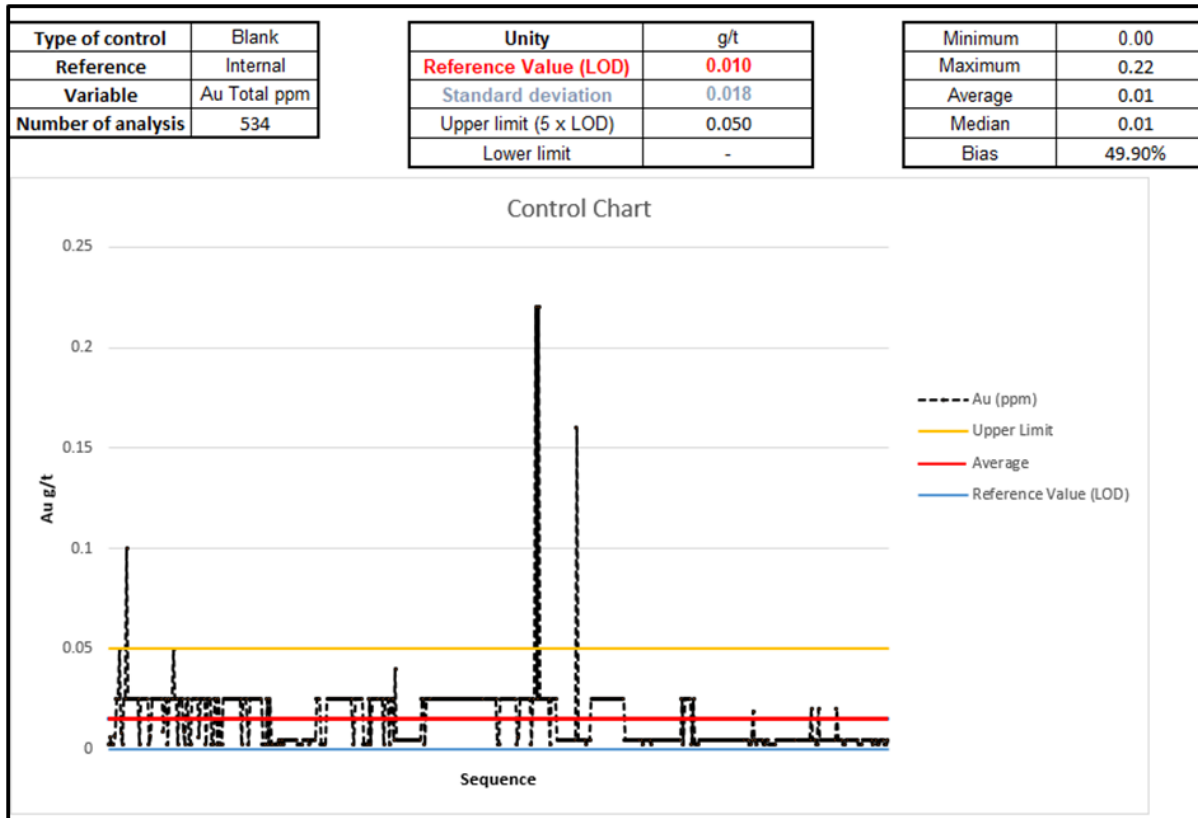 Type of control Blank
Reference Internal
Variable Au Total ppm
Number of analysis 534
Unity g/t
Reference Value (LOD) 0.010
Standard deviation 0.018
Upper limit (5 x LOD) 0.050
Lower limit -
Minimum 0.00
Maximum 0.22
Average 0.01
Median 0.01
Bias 49.90%
Control Chart
Au g/t
0.25
0.2
0.15
0.1
0.05
0
Sequence
Au (ppm)
Upper Limit
Average
Reference Value (LOD)